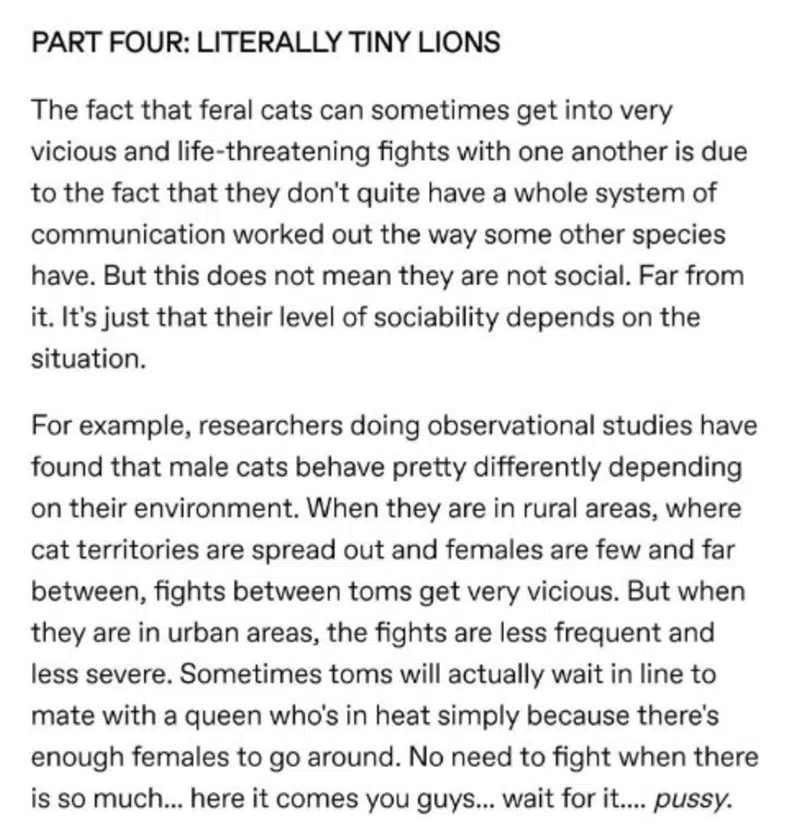 PART FOUR: LITERALLY TINY LIONS
The fact that feral cats can sometimes get into very
vicious and life-threatening fights with one another is due
to the fact that they don't quite have a whole system of
communication worked out the way some other species
have. But this does not mean they are not social. Far from
it. It's just that their level of sociability depends on the
situation.
For example, researchers doing observational studies have
found that male cats behave pretty differently depending
on their environment. When they are in rural areas, where
cat territories are spread out and females are few and far
between, fights between toms get very vicious. But when
they are in urban areas, the fights are less frequent and
less severe. Sometimes toms will actually wait in line to
mate with a queen who's in heat simply because there's
enough females to go around. No need to fight when there
is so much... here it comes you guys... wait for it.... pussy.